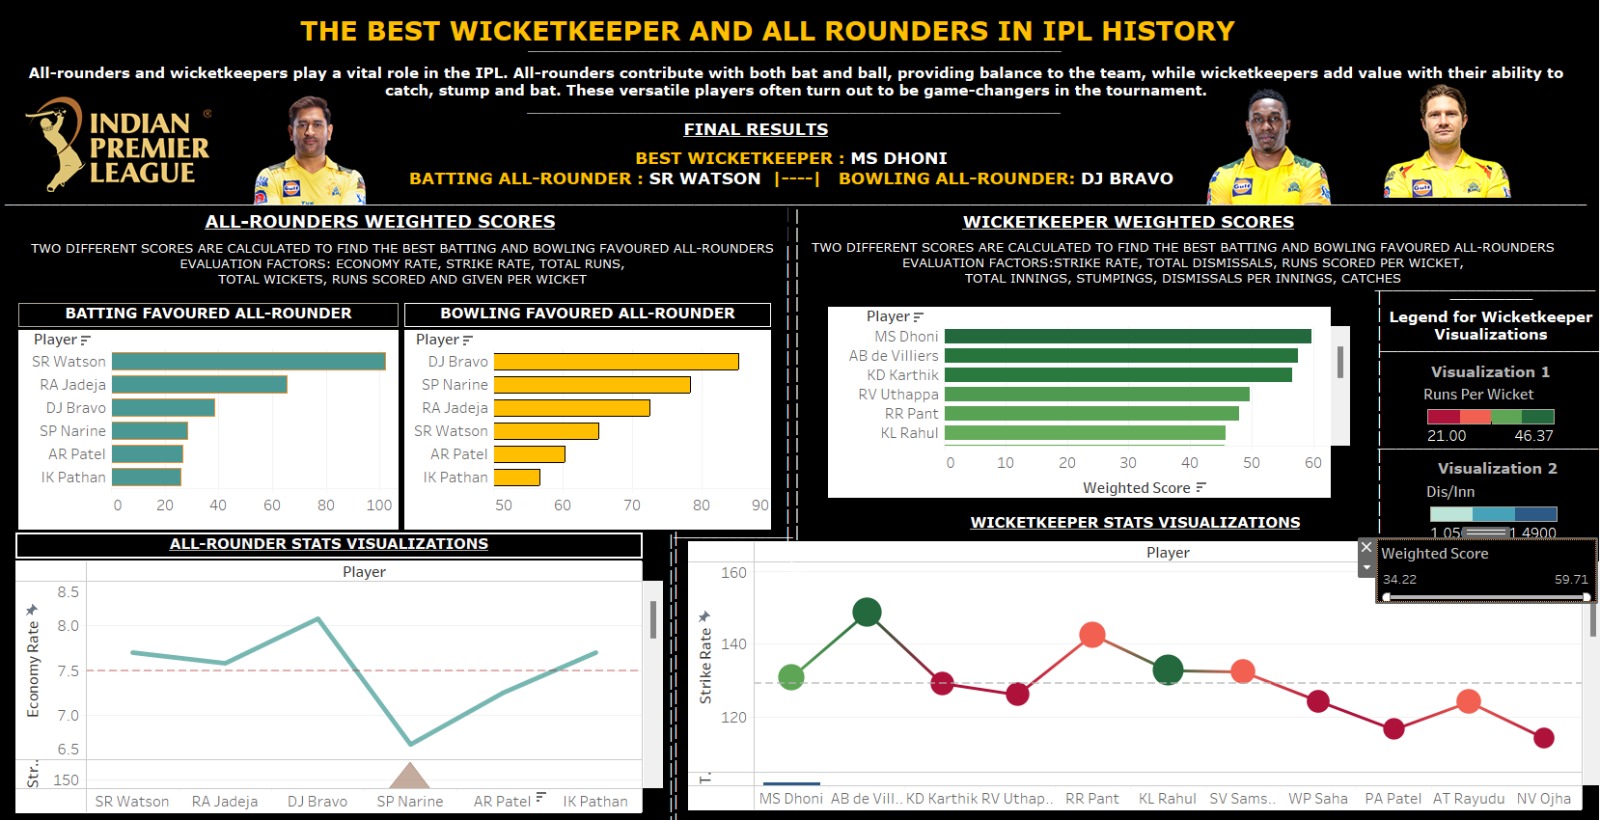 THE BEST WICKETKEEPER AND ALL ROUNDERS IN IPL HISTORY
All-rounders and wicketkeepers play a vital role in the IPL. All-rounders contribute with both bat and ball, providing balance to the team, while wicketkeepers add value with their ability to
catch, stump and bat. These versatile players often turn out to be game-changers in the tournament.
INDIAN
PREMIER
LEAGUE
®
FINAL RESULTS
BEST WICKETKEEPER : MS DHONI
BATTING ALL-ROUNDER : SR WATSON |----| BOWLING ALL-ROUNDER: DJ BRAVO
Gulf
Gulf
Gulf
ALL-ROUNDERS WEIGHTED SCORES
TWO DIFFERENT SCORES ARE CALCULATED TO FIND THE BEST BATTING AND BOWLING FAVOURED ALL-ROUNDERS
EVALUATION FACTORS: ECONOMY RATE, STRIKE RATE, TOTAL RUNS,
TOTAL WICKETS, RUNS SCORED AND GIVEN PER WICKET
BATTING FAVOURED ALL-ROUNDER
Player
SR Watson
RA Jadeja
DJ Bravo
SP Narine
AR Patel
IK Pathan
0 20 40 60 80 100
BOWLING FAVOURED ALL-ROUNDER
Player
DJ Bravo
SP Narine
RA Jadeja
SR Watson
AR Patel
IK Pathan
50 60 70 80 90
WICKETKEEPER WEIGHTED SCORES
TWO DIFFERENT SCORES ARE CALCULATED TO FIND THE BEST BATTING AND BOWLING FAVOURED ALL-ROUNDERS
EVALUATION FACTORS:STRIKE RATE, TOTAL DISMISSALS, RUNS SCORED PER WICKET,
TOTAL INNINGS, STUMPINGS, DISMISSALS PER INNINGS, CATCHES
Player
MS Dhoni
AB de Villiers
KD Karthik
RV Uthappa
RR Pant
KL Rahul
0 10 20 30 40 50 60
Weighted Score
Legend for Wicketkeeper
Visualizations
Visualization 1
Runs Per Wicket
21.00 46.37
Visualization 2
Dis/Inn
1.4900
Weighted Score
34.22 59.71
ALL-ROUNDER STATS VISUALIZATIONS
Player
Economy Rate
8.5
8.0
7.5
7.0
6.5
Str..
150
SR Watson RA Jadeja DJ Bravo SP Narine AR Patel IK Pathan
WICKETKEEPER STATS VISUALIZATIONS
Player
Strike Rate
160
140
120
T.
MS Dhoni AB de Vill.. KD Karthik RV Uthap.. RR Pant KL Rahul SV Sams.. WP Saha PA Patel AT Rayudu NV Ojha